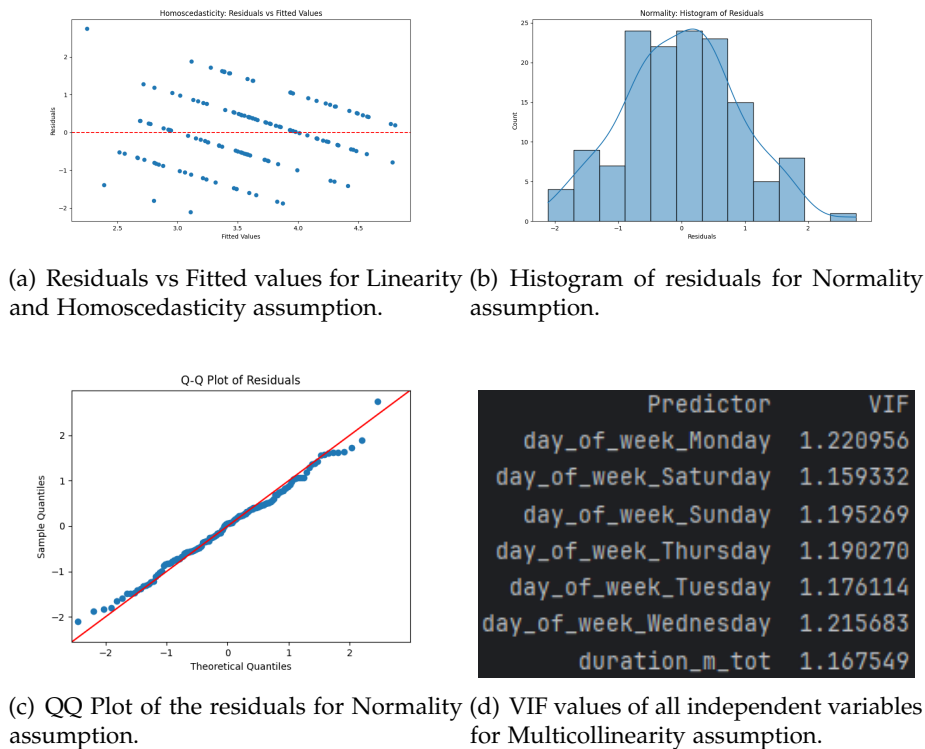 Homoscedasticity: Residuals vs Fitted Values
Residuals
2
1
0
−1
−2
2.5 3.0 3.5 4.0 4.5
Fitted Values
Normality: Histogram of Residuals
Count
25
20
15
10
5
0
−2 −1 0 1 2
Residuals
(a) Residuals vs Fitted values for Linearity
and Homoscedasticity assumption.
(b) Histogram of residuals for Normality
assumption.
Q-Q Plot of Residuals
Sample Quantiles
2
1
0
−1
−2
−2 −1 0 1 2
Theoretical Quantiles
Predictor VIF
day_of_week_Monday 1.220956
day_of_week_Saturday 1.159332
day_of_week_Sunday 1.195269
day_of_week_Thursday 1.190270
day_of_week_Tuesday 1.176114
day_of_week_Wednesday 1.215683
duration_m_tot 1.167549
(c) QQ Plot of the residuals for Normality
assumption.
(d) VIF values of all independent variables
for Multicollinearity assumption.